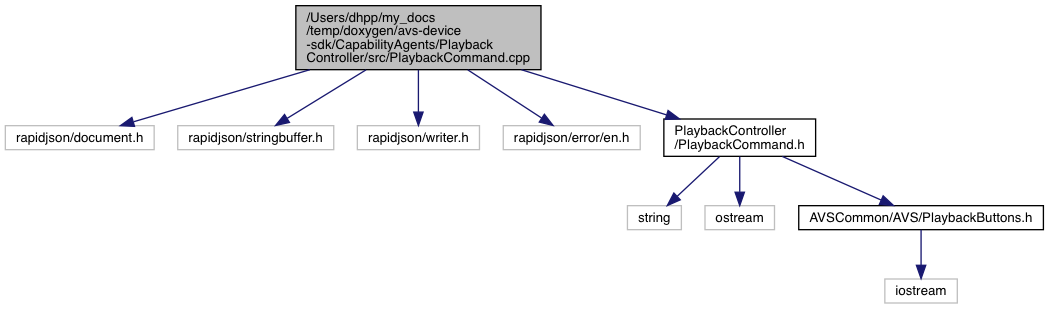 /Users/dhpp/my_docs
/temp/doxygen/avs-device
-sdk/CapabilityAgents/Playback
Controller/src/PlaybackCommand.cpp
rapidjson/document.h
rapidjson/stringbuffer.h
rapidjson/writer.h
rapidjson/error/en.h
PlaybackController
/PlaybackCommand.h
string
ostream
AVSCommon/AVS/PlaybackButtons.h
iostream